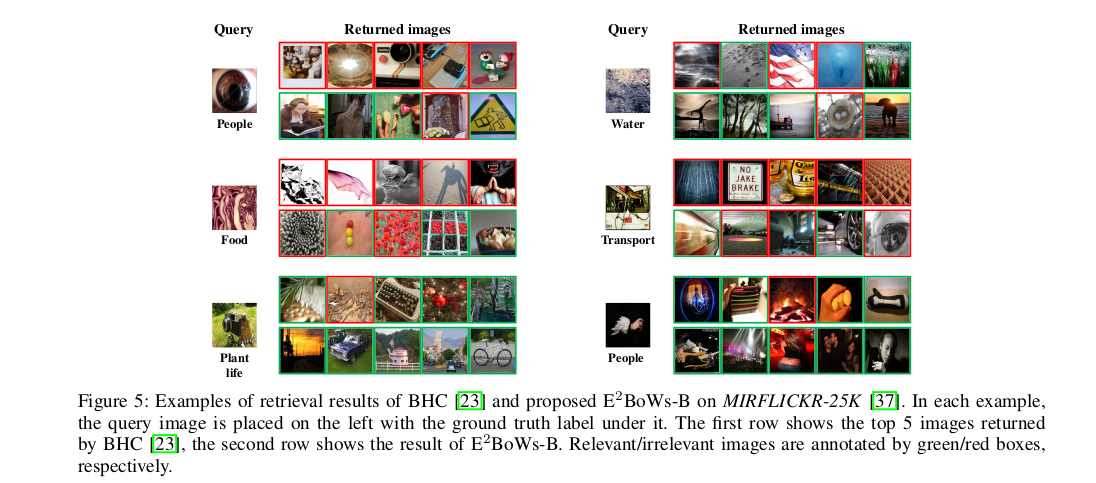 Query Returned images Query Returned images
People
Water
NO
JAKE
BRAKE
Food
Transport
Plant
life
People
Figure 5: Examples of retrieval results of BHC [23] and proposed E²BoWs-B on MIRFLICKR-25K [37]. In each example,
the query image is placed on the left with the ground truth label under it. The first row shows the top 5 images returned
by BHC [23], the second row shows the result of E²BoWs-B. Relevant/irrelevant images are annotated by green/red boxes,
respectively.